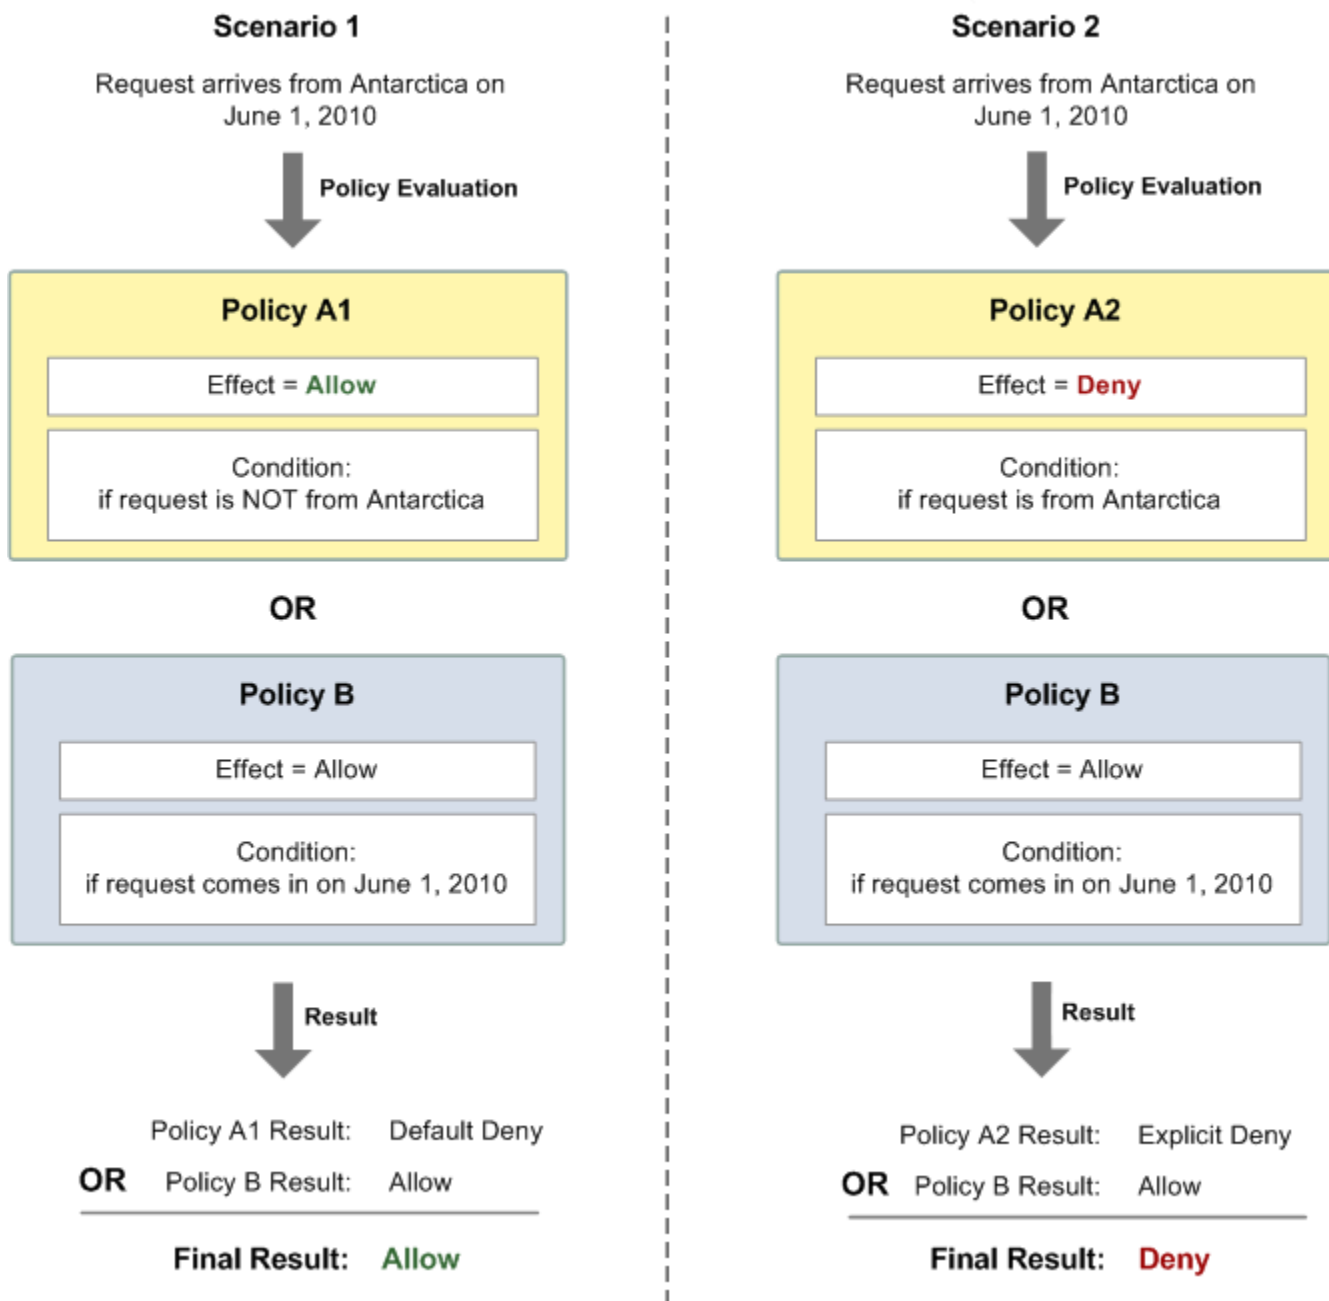 Scenario 1
Request arrives from Antarctica on
June 1, 2010
Policy Evaluation
Policy A1
Effect = Allow
Condition:
if request is NOT from Antarctica
OR
Policy B
Effect = Allow
Condition:
if request comes in on June 1, 2010
Result
Policy A1 Result: Default Deny
OR Policy B Result: Allow
Final Result: Allow
Scenario 2
Request arrives from Antarctica on
June 1, 2010
Policy Evaluation
Policy A2
Effect = Deny
Condition:
if request is from Antarctica
OR
Policy B
Effect = Allow
Condition:
if request comes in on June 1, 2010
Result
Policy A2 Result: Explicit Deny
OR Policy B Result: Allow
Final Result: Deny